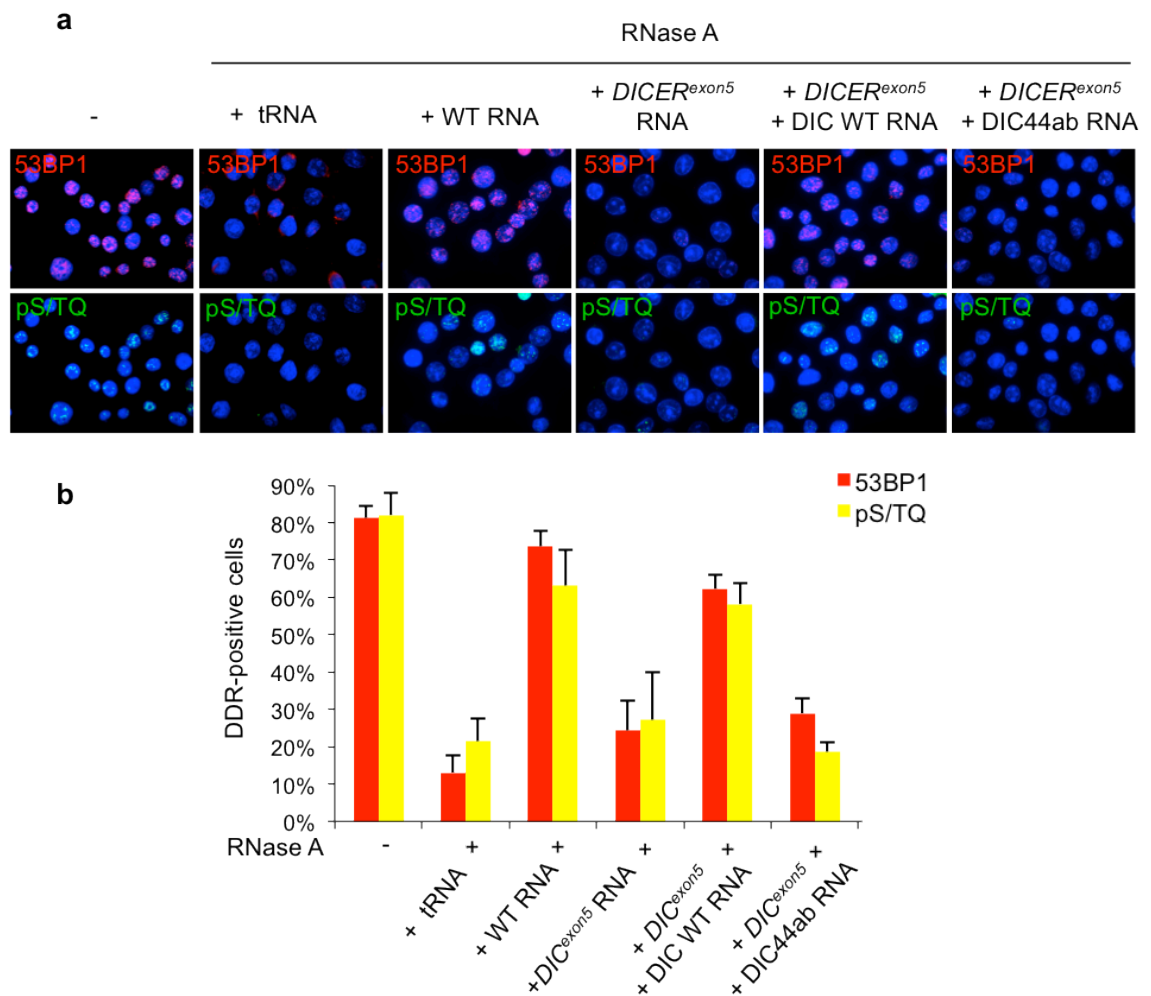 a
RNase A
-
+ tRNA
+ WT RNA
+ DICERexon5
RNA
+ DICERexon5
+ DIC WT RNA
+ DICERexon5
+ DIC44ab RNA
53BP1
53BP1
53BP1
53BP1
53BP1
53BP1
pS/TQ
pS/TQ
pS/TQ
pS/TQ
pS/TQ
pS/TQ
b
53BP1
pS/TQ
DDR-positive cells
90%
80%
70%
60%
50%
40%
30%
20%
10%
0%
RNase A
-
+
+
+
+
+
+ tRNA
+ WT RNA
+DICexon5 RNA
+ DICexon5
+ DIC WT RNA
+ DICexon5
+ DIC44ab RNA